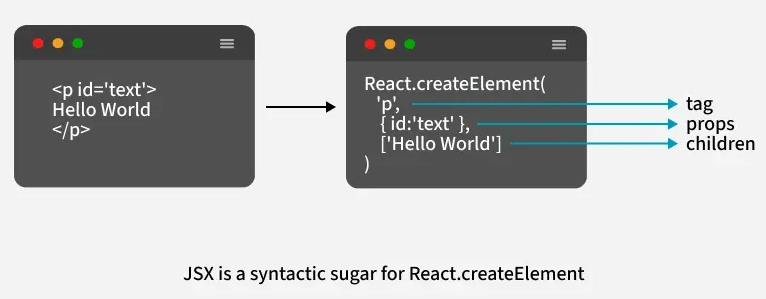 <p id='text'>
Hello World
</p>
React.createElement(
'p',
{ id:'text' },
['Hello World']
)
tag
props
children
JSX is a syntactic sugar for React.createElement